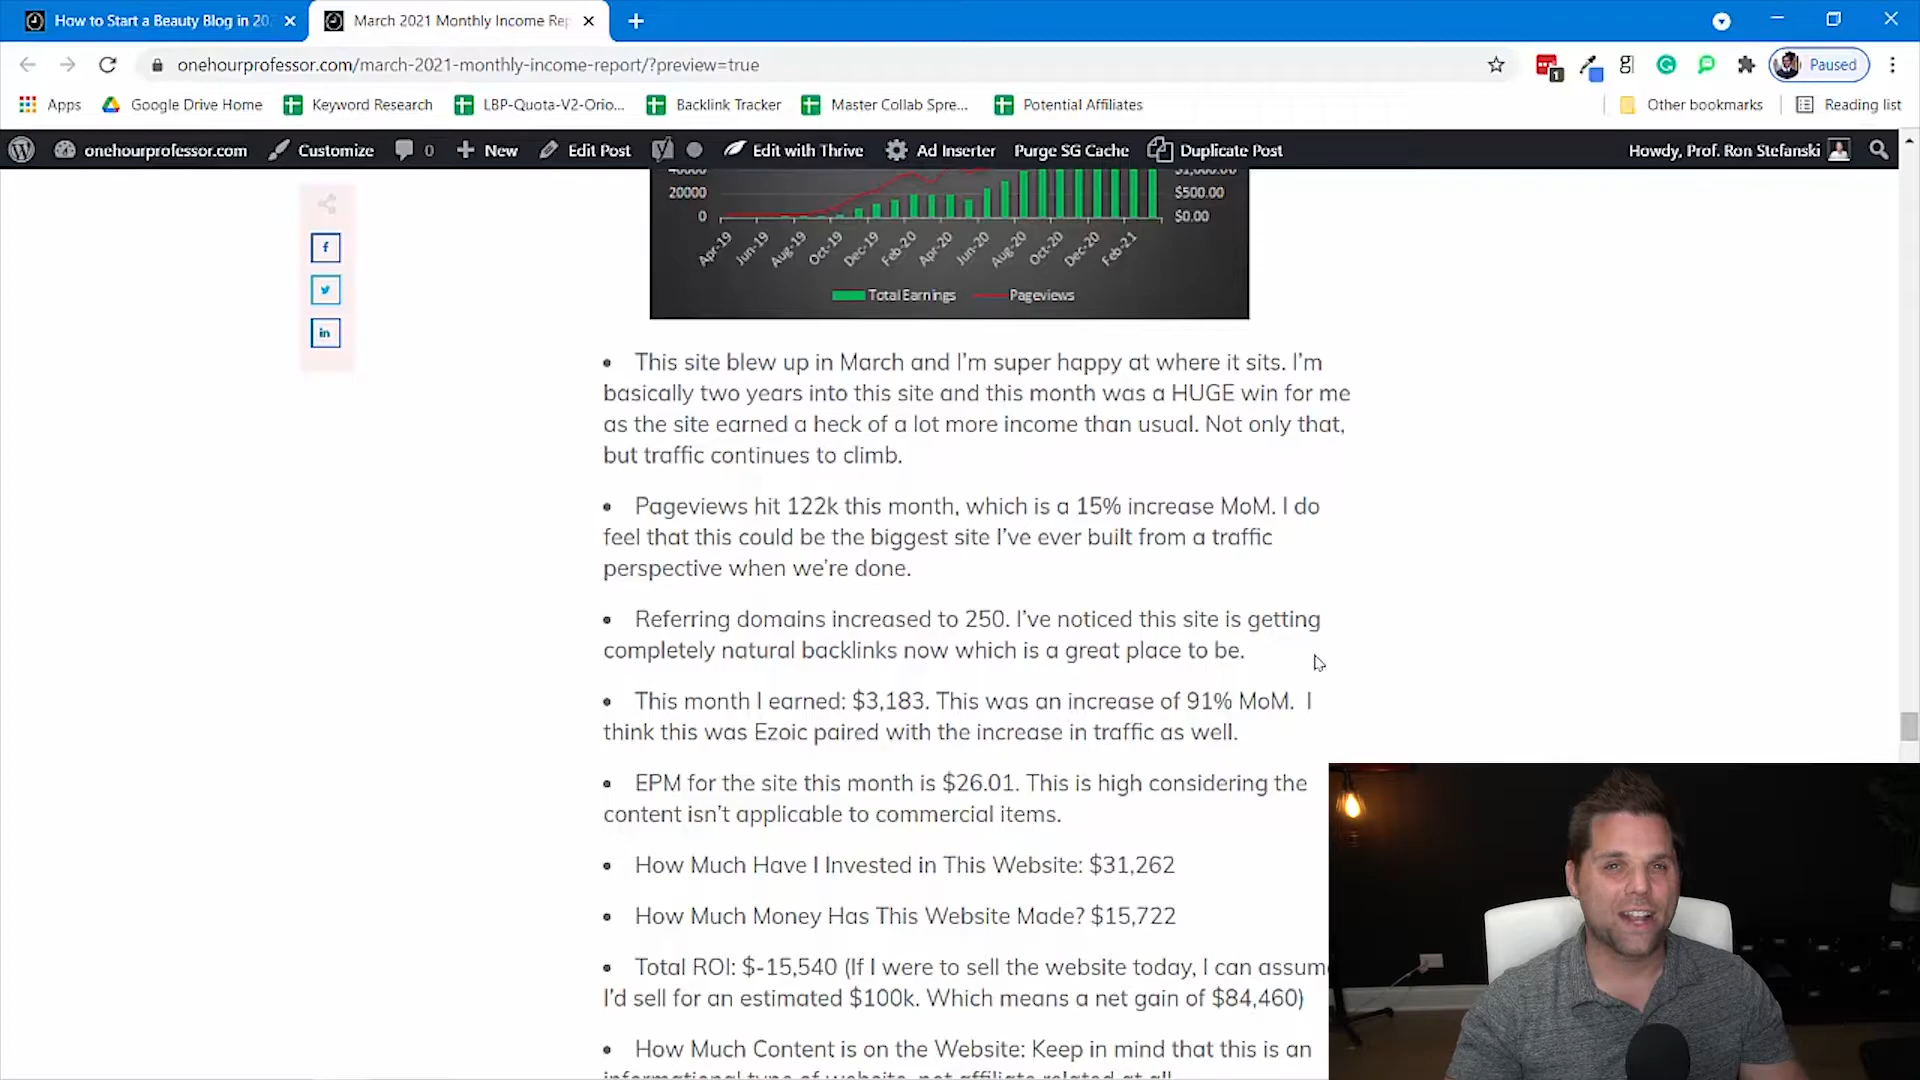 How to Start a Beauty Blog in 20
March 2021 Monthly Income Rep
onehourprofessor.com/march-2021-monthly-income-report/?preview=true
1
g|
Paused
Apps
Google Drive Home
Keyword Research
LBP-Quota-V2-Orio...
Backlink Tracker
Master Collab Spre...
Potential Affiliates
Other bookmarks
Reading list
onehourprofessor.com
Customize
0
New
Edit Post
Edit with Thrive
Ad Inserter
Purge SG Cache
Duplicate Post
Howdy, Prof. Ron Stefanski
40000
$1,000.00
20000
$500.00
0
$0.00
Apr-19
Jun-19
Aug-19
Oct-19
Dec-19
Feb-20
Apr-20
Jun-20
Aug-20
Oct-20
Dec-20
Feb-21
Total Earnings
Pageviews
f
in
This site blew up in March and I'm super happy at where it sits. I'm
basically two years into this site and this month was a HUGE win for me
as the site earned a heck of a lot more income than usual. Not only that,
but traffic continues to climb.
Pageviews hit 122k this month, which is a 15% increase MoM. I do
feel that this could be the biggest site I've ever built from a traffic
perspective when we're done.
Referring domains increased to 250. I've noticed this site is getting
completely natural backlinks now which is a great place to be.
This month I earned: $3,183. This was an increase of 91% MoM. I
think this was Ezoic paired with the increase in traffic as well.
EPM for the site this month is $26.01. This is high considering the
content isn't applicable to commercial items.
How Much Have I Invested in This Website: $31,262
How Much Money Has This Website Made? $15,722
Total ROI: $-15,540 (If I were to sell the website today, I can assum
I'd sell for an estimated $100k. Which means a net gain of $84,460)
How Much Content is on the Website: Keep in mind that this is an
informational type of website, not affiliate related at all